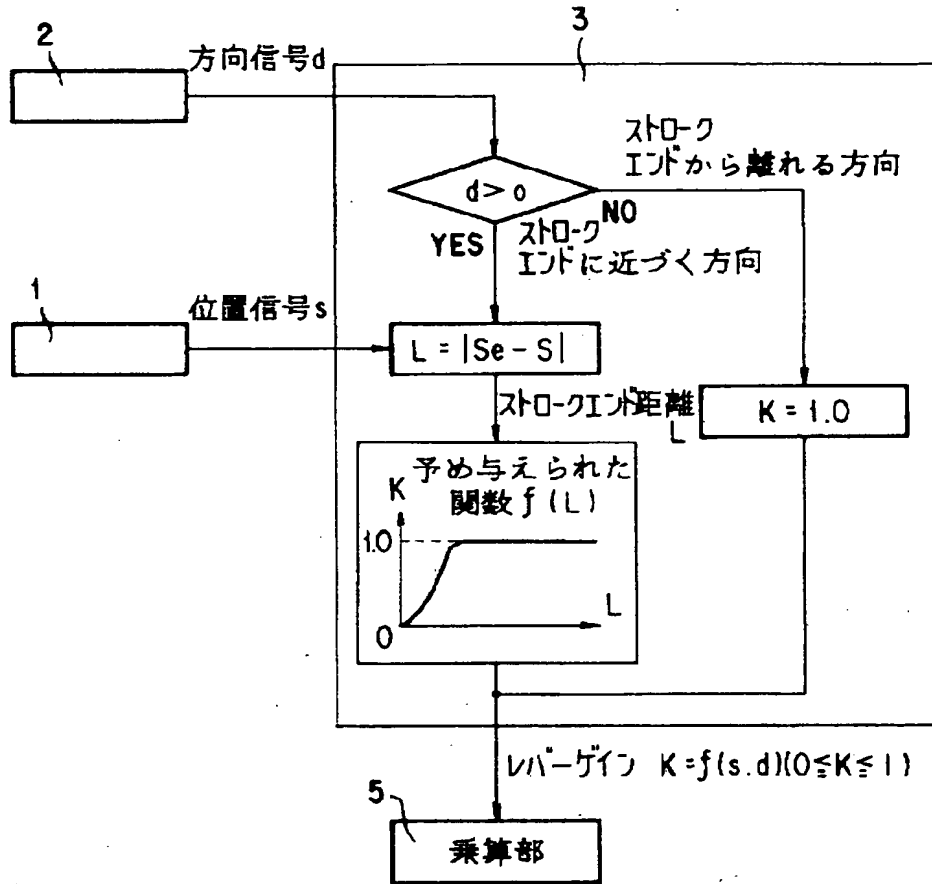 2
方向信号d
3
ストローク
エンドから離れる方向
d>0
NO
YES
ストローク
エンドに近づく方向
1
位置信号s
L=|Se-S|
ストロークエンド距離
L
K=1.0
予め与えられた
関数f(L)
K
1.0
L
0
レバーゲイン K=f(s.d)(0≦K≦1)
5
乗算部